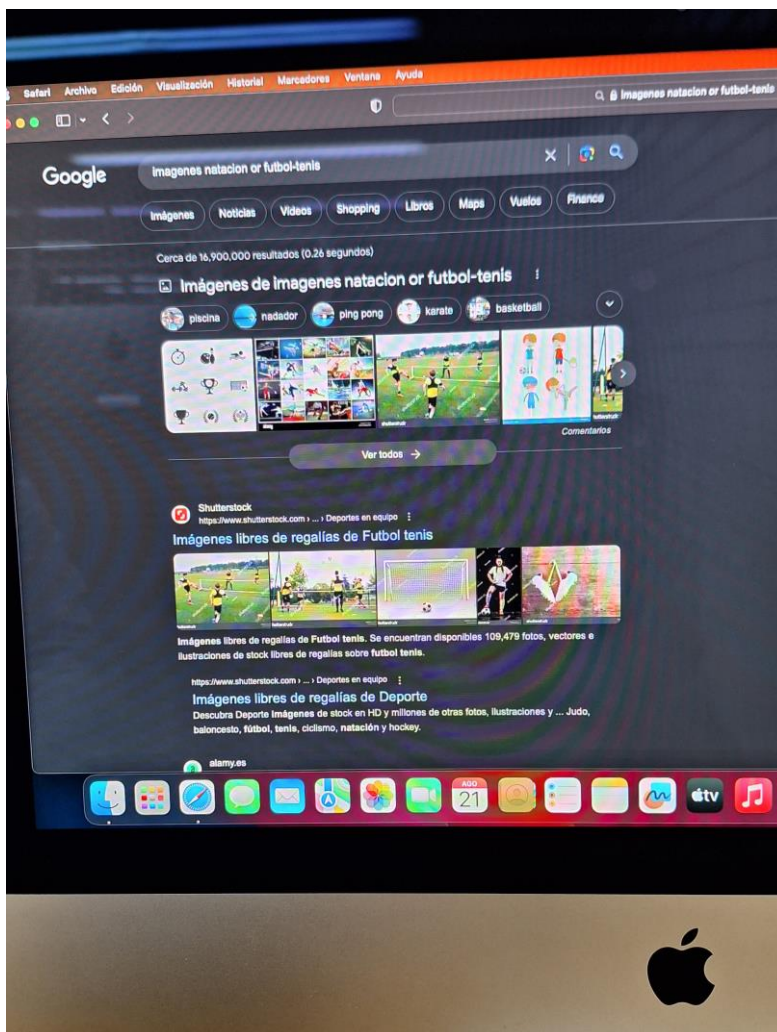 Safari Archivo Edición Visualización Historial Marcadores Ventana Ayuda
imagenes natacion or futbol-tenis
Google
imagenes natacion or futbol-tenis
Imágenes Noticias Videos Shopping Libros Maps Vuelos Finance
Cerca de 16,900,000 resultados (0.26 segundos)
Imágenes de imagenes natacion or futbol-tenis
piscina nadador ping pong karate basketball
Comentarios
Ver todos →
Shutterstock
https://www.shutterstock.com › ... › Deportes en equipo
Imágenes libres de regalías de Futbol tenis
Imágenes libres de regalías de Futbol tenis. Se encuentran disponibles 109,479 fotos, vectores e
ilustraciones de stock libres de regalías sobre futbol tenis.
https://www.shutterstock.com › ... › Deportes en equipo
Imágenes libres de regalías de Deporte
Descubra Deporte Imágenes de stock en HD y millones de otras fotos, ilustraciones y ... Judo,
baloncesto, fútbol, tenis, ciclismo, natación y hockey.
alamy.es
AGO
21
tv